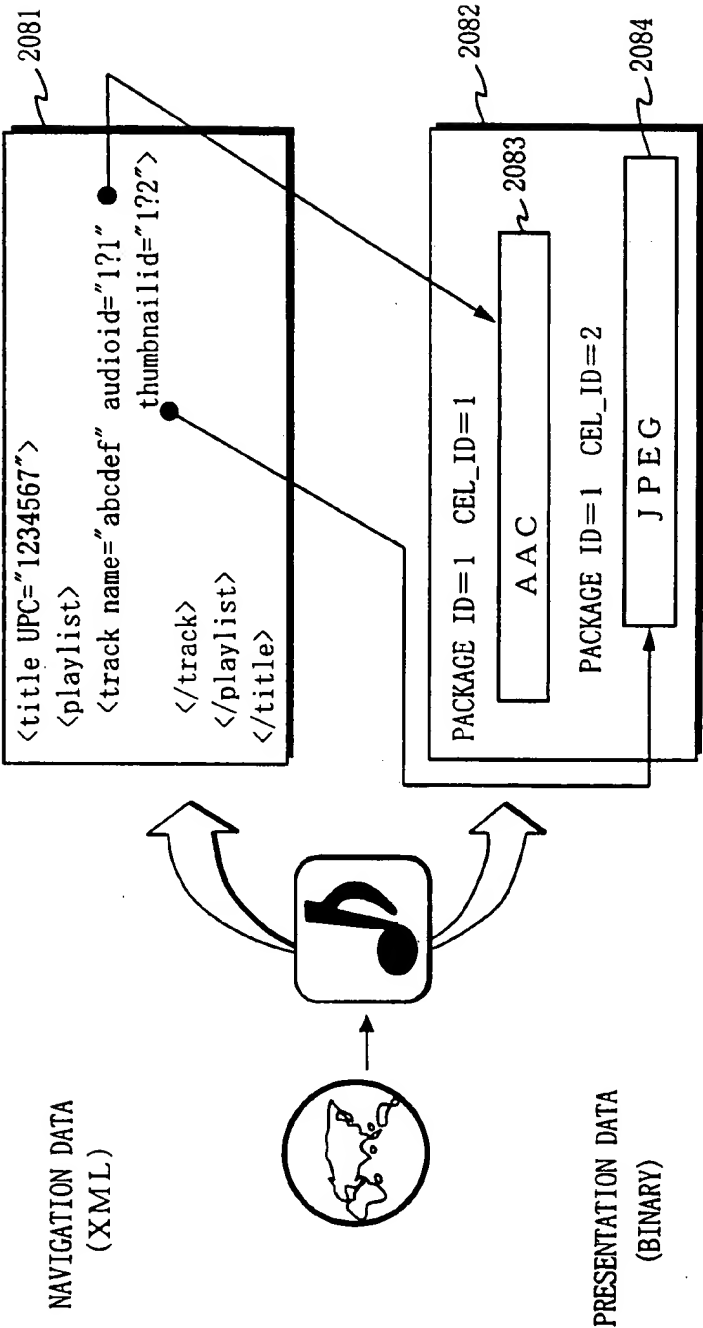 NAVIGATION DATA
(XML)
<title UPC="1234567">
<playlist>
<track name="abcdef" audioid="1?1"
thumbnailid="1?2">
</track>
</playlist>
</title>
2081
PRESENTATION DATA
(BINARY)
PACKAGE ID=1 CEL_ID=1
AAC
2083
PACKAGE ID=1 CEL_ID=2
JPEG
2082
2084